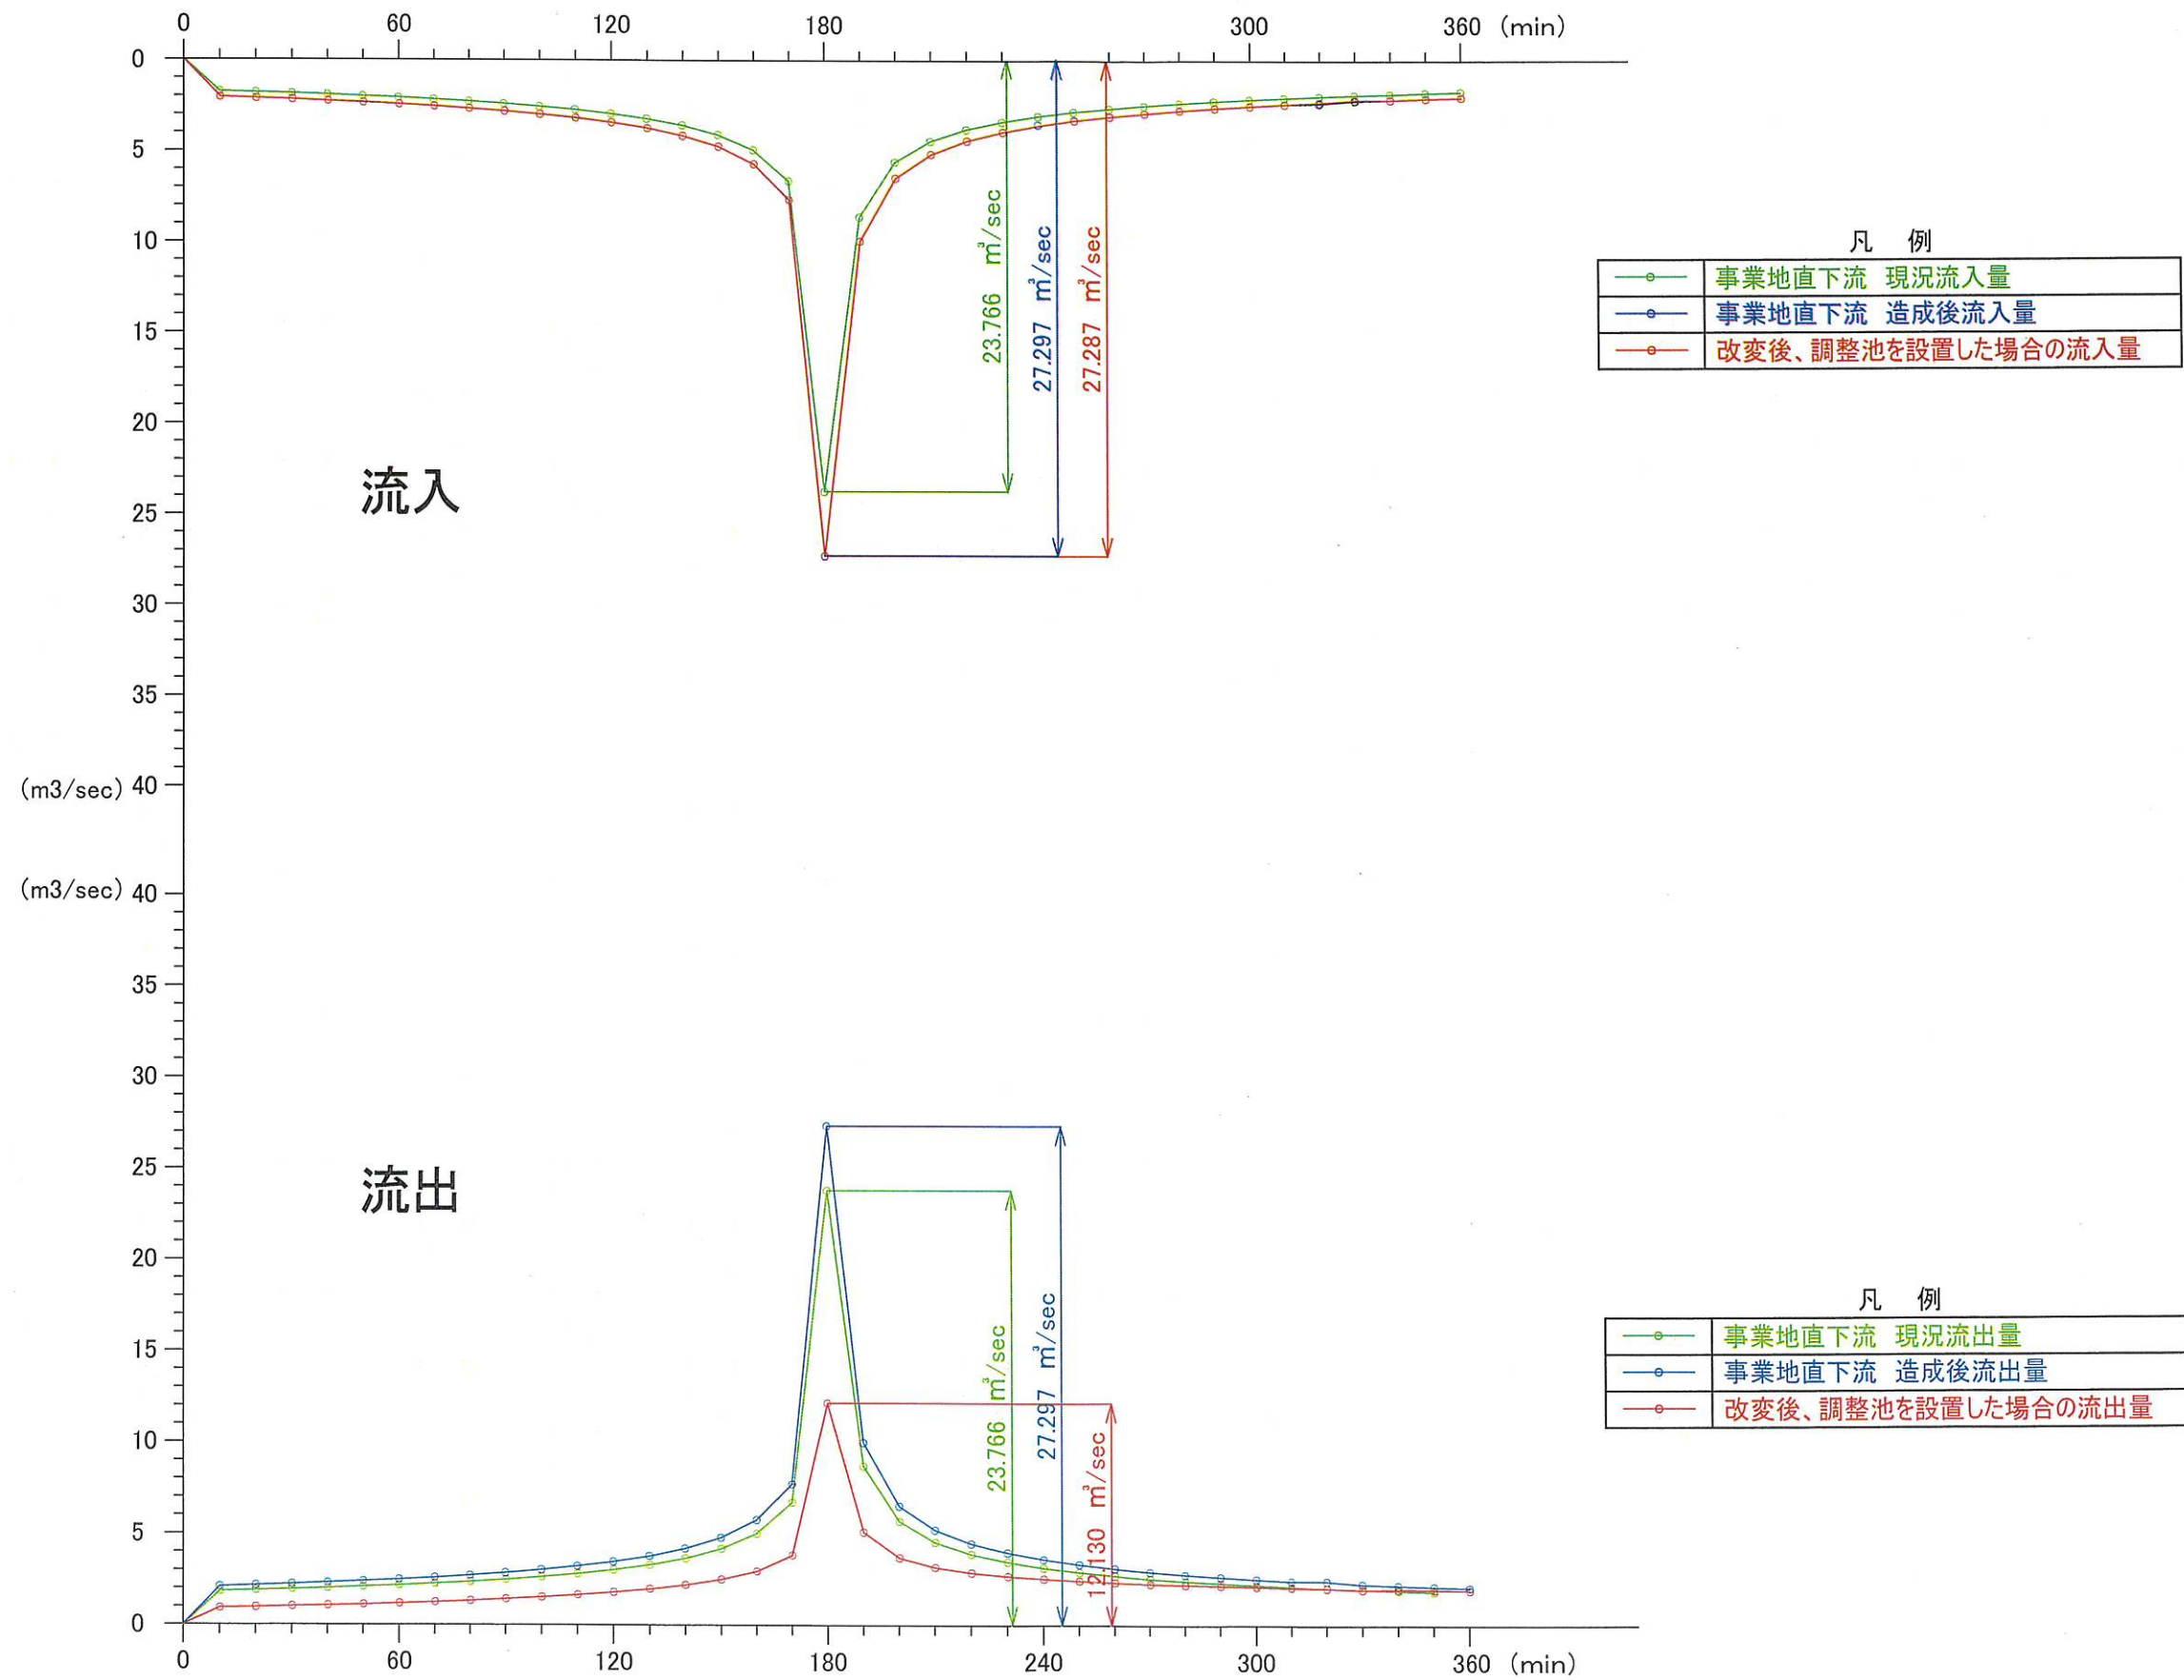 0 60 120 180 300 360 (min)
0
5
10
15
20
25
30
35
(m3/sec) 40
23.766 m³/sec
27.297 m³/sec
27.287 m³/sec
流入
凡 例
事業地直下流 現況流入量
事業地直下流 造成後流入量
改変後、調整池を設置した場合の流入量
(m3/sec) 40
35
30
25
20
15
10
5
0
流出
23.766 m³/sec
27.297 m³/sec
12.130 m³/sec
凡 例
事業地直下流 現況流出量
事業地直下流 造成後流出量
改変後、調整池を設置した場合の流出量
0 60 120 180 240 300 360 (min)